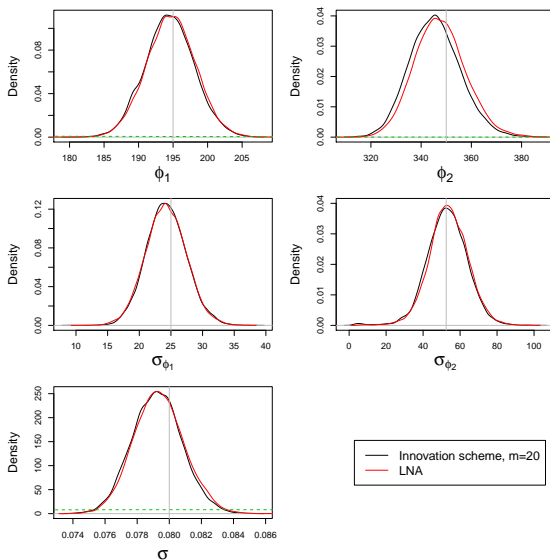 Density
0.00 0.04 0.08
180 185 190 195 200 205
ϕ1
Density
0.00 0.01 0.02 0.03 0.04
320 340 360 380
ϕ2
Density
0.00 0.03 0.06 0.09 0.12
10 15 20 25 30 35 40
σϕ1
Density
0.00 0.01 0.02 0.03 0.04
0 20 40 60 80 100
σϕ2
Density
0 50 100 150 200 250
0.074 0.076 0.078 0.080 0.082 0.084 0.086
σ
Innovation scheme, m=20
LNA